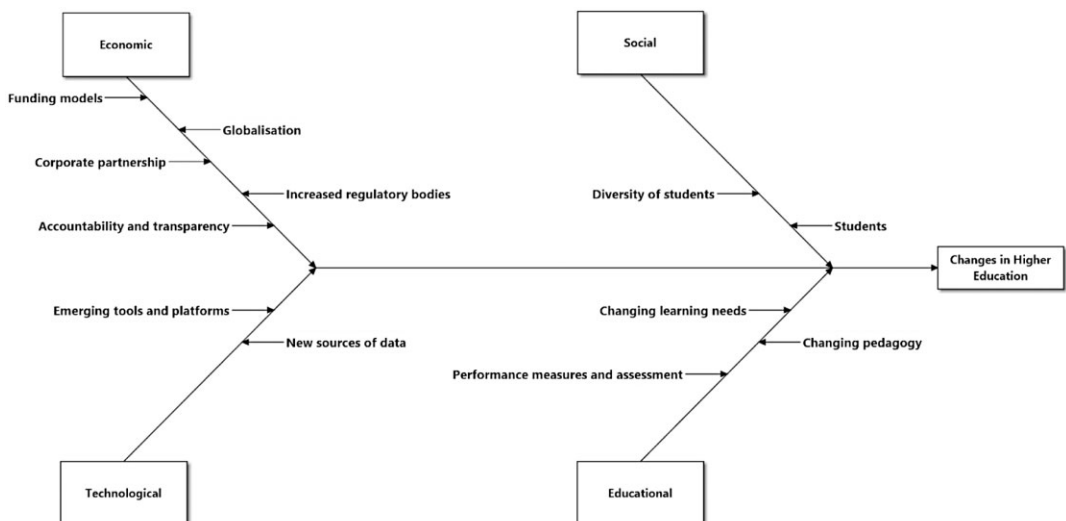 Economic
Social
Funding models
Globalisation
Corporate partnership
Increased regulatory bodies
Diversity of students
Accountability and transparency
Students
Changes in Higher
Education
Emerging tools and platforms
Changing learning needs
New sources of data
Changing pedagogy
Performance measures and assessment
Technological
Educational